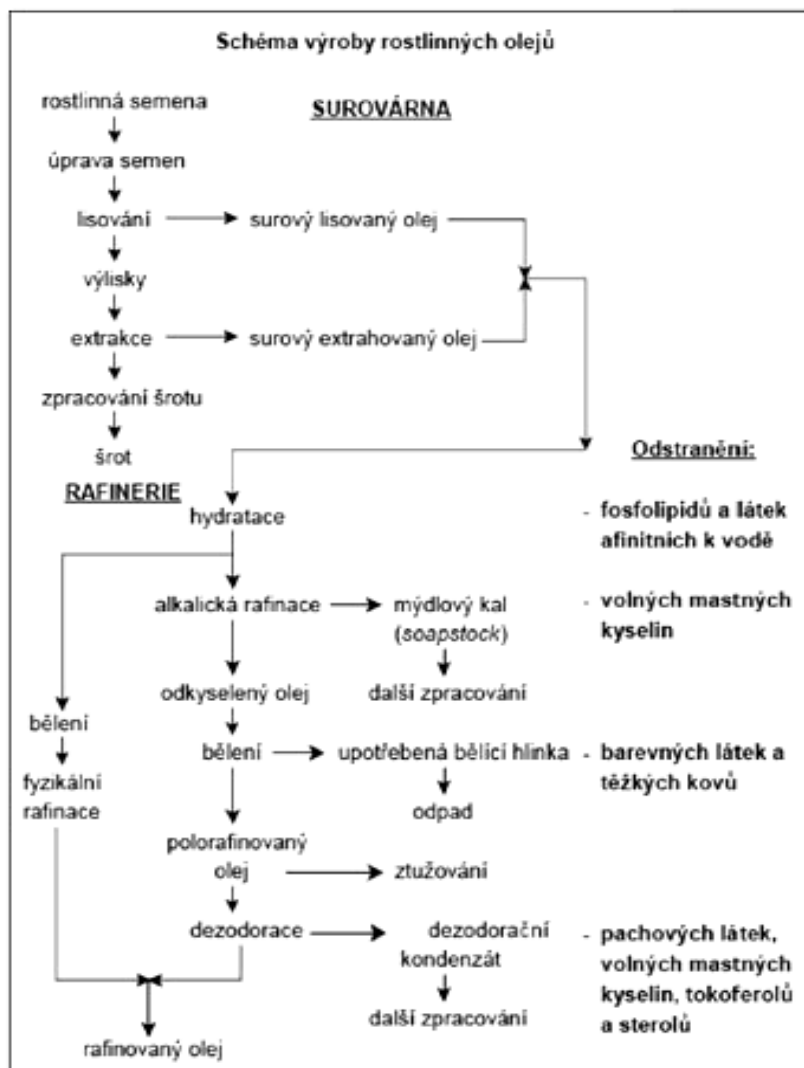 Schéma výroby rostlinných olejů
rostlinná semena
SUROVÁRNA
úprava semen
lisování
surový lisovaný olej
výlisky
extrakce
surový extrahovaný olej
zpracování šrotu
šrot
Odstranění:
RAFINERIE
hydratace
- fosfolipidů a látek
afinitních k vodě
alkalická rafinace
mýdlový kal
(soapstock)
- volných mastných
kyselin
odkyselený olej
další zpracování
bělení
bělení
upotřebená bělící hlinka
- barevných látek a
těžkých kovů
fyzikální
rafinace
odpad
polorafinovaný
olej
ztužování
dezodorace
dezodorační
kondenzát
- pachových látek,
volných mastných
kyselin, tokoferolů
a sterolů
další zpracování
rafinovaný olej